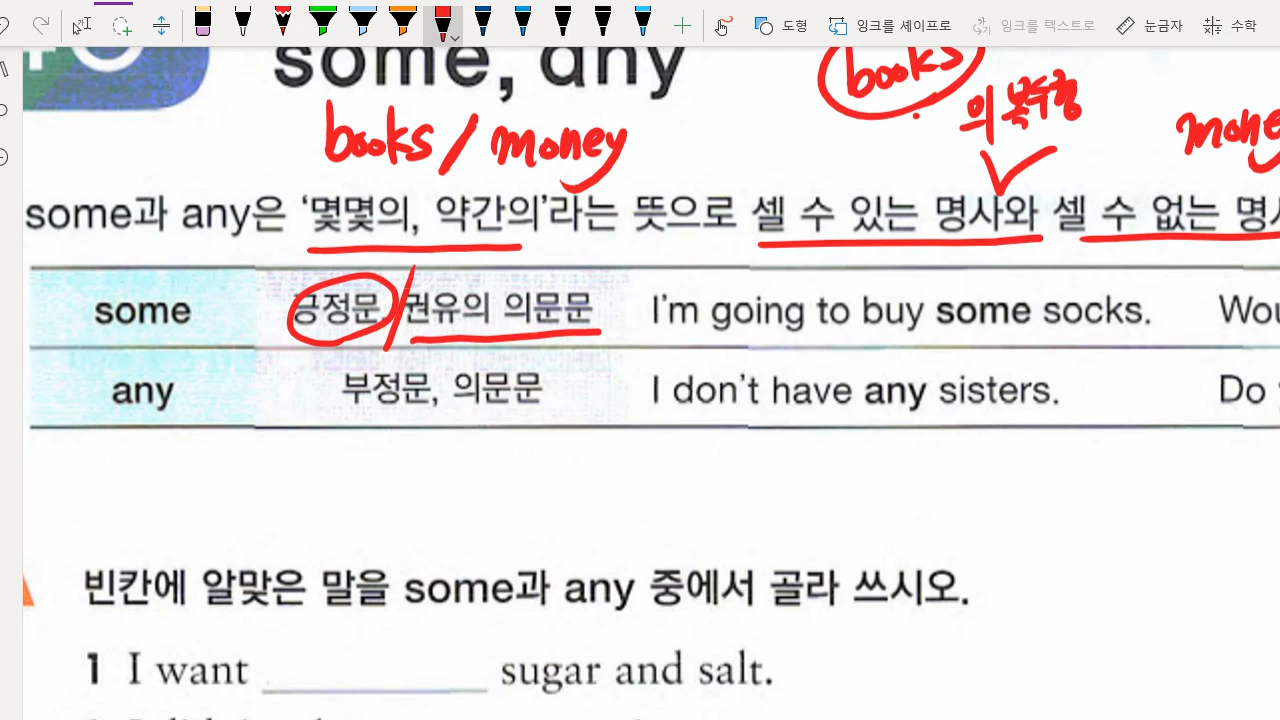 도형 잉크를 셰이프로 잉크를 텍스트로 눈금자 수학
some, any
books
의 복수형
books / money
some과 any은 ‘몇몇의, 약간의’라는 뜻으로 셀 수 있는 명사와 셀 수 없는
some 긍정문, 권유의 의문문 I’m going to buy some socks.
any 부정문, 의문문 I don’t have any sisters. Do
빈칸에 알맞은 말을 some과 any 중에서 골라 쓰시오.
1 I want ________ sugar and salt.